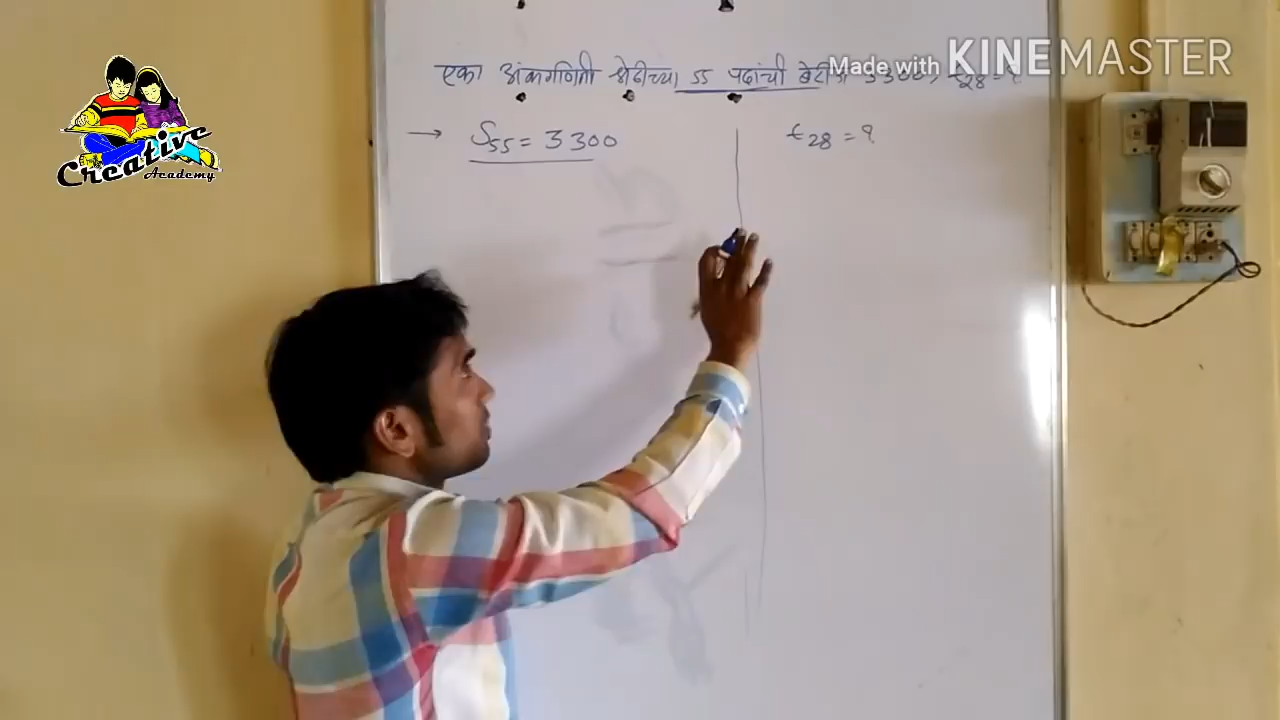 एका अंकगणिती श्रेढीच्या 55 पदांची बेरीज 3300, t28 = ?
→ S55 = 3300
t28 = ?
Made with KINEMASTER
Creative
Academy